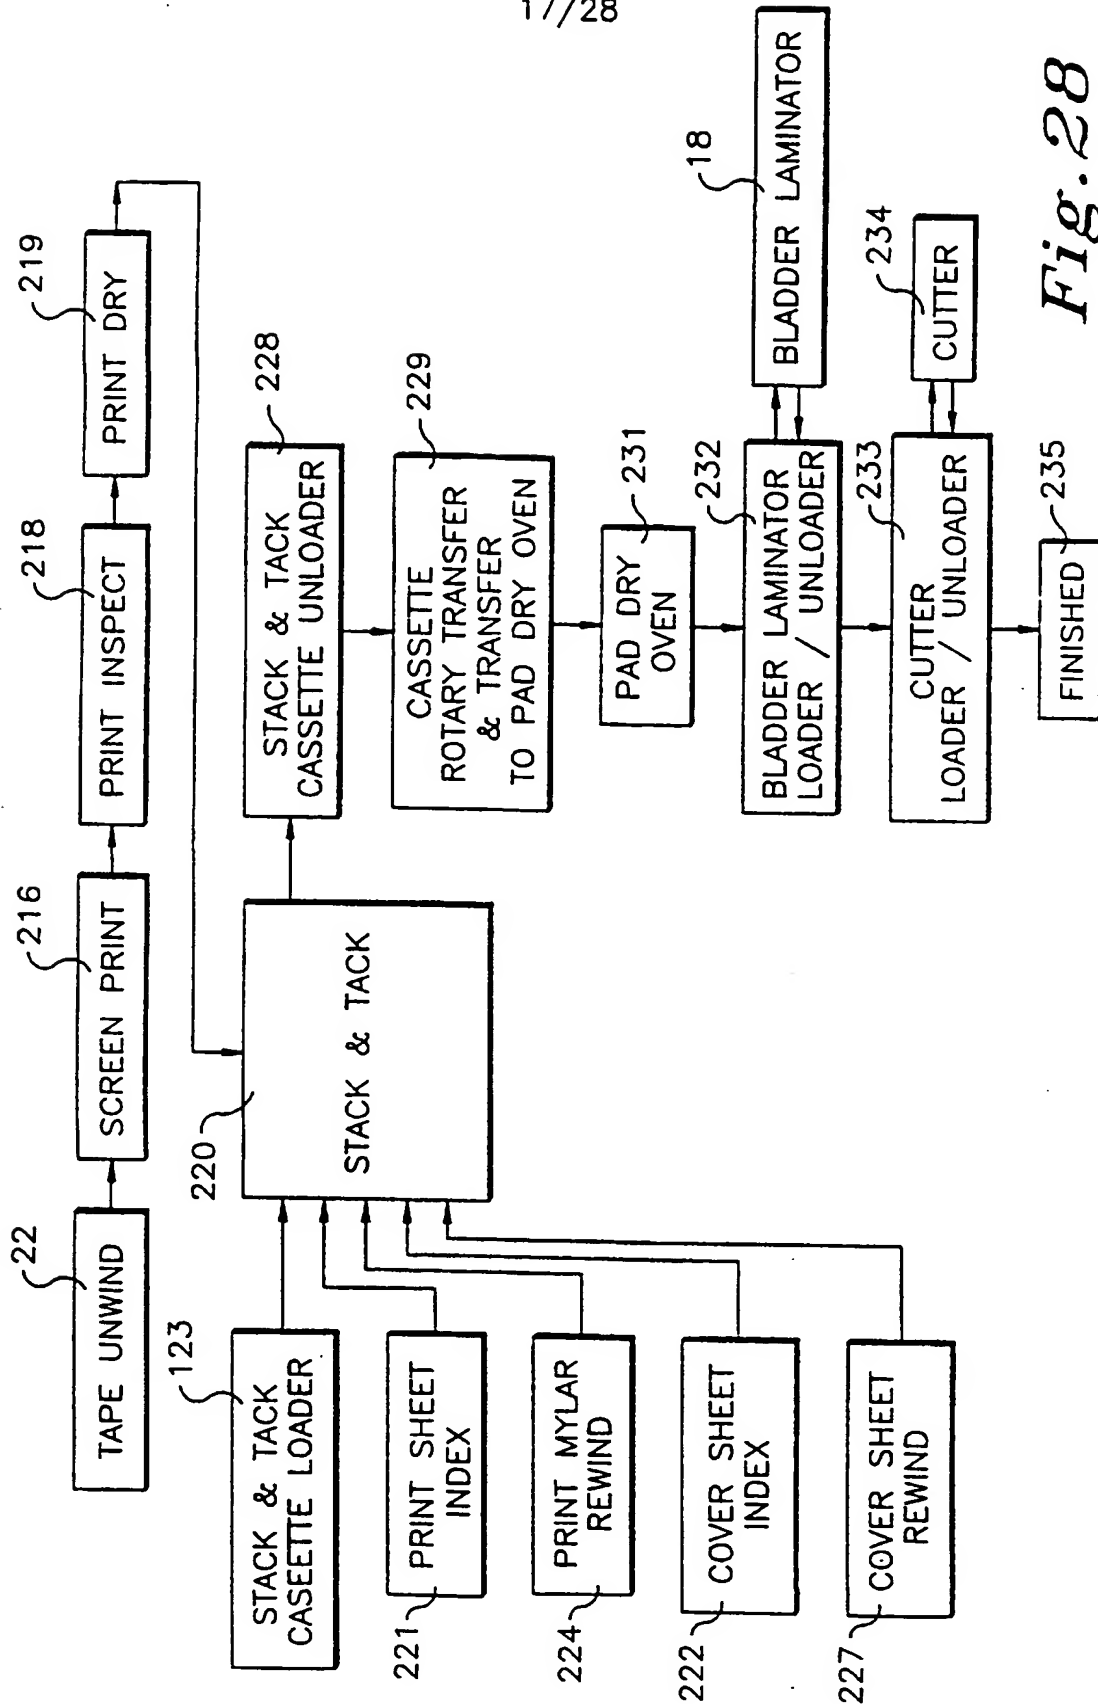 17/28
22
TAPE UNWIND
216
SCREEN PRINT
218
PRINT INSPECT
219
PRINT DRY
123
STACK & TACK
CASETTE LOADER
221
PRINT SHEET
INDEX
224
PRINT MYLAR
REWIND
222
COVER SHEET
INDEX
227
COVER SHEET
REWIND
220
STACK & TACK
228
STACK & TACK
CASSETTE UNLOADER
229
CASSETTE
ROTARY TRANSFER
& TRANSFER
TO PAD DRY OVEN
231
PAD DRY
OVEN
232
BLADDER LAMINATOR
LOADER / UNLOADER
18
BLADDER LAMINATOR
233
CUTTER
LOADER / UNLOADER
234
CUTTER
235
FINISHED
Fig.28